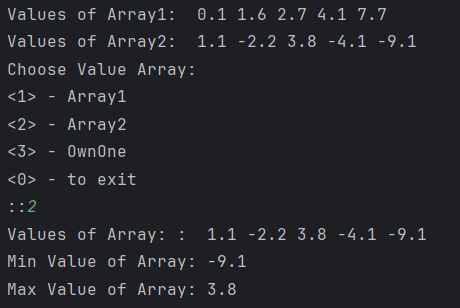 Values of Array1:  0.1 1.6 2.7 4.1 7.7
Values of Array2:  1.1 -2.2 3.8 -4.1 -9.1
Choose Value Array:
<1> - Array1
<2> - Array2
<3> - OwnOne
<0> - to exit
::2
Values of Array: :  1.1 -2.2 3.8 -4.1 -9.1
Min Value of Array: -9.1
Max Value of Array: 3.8